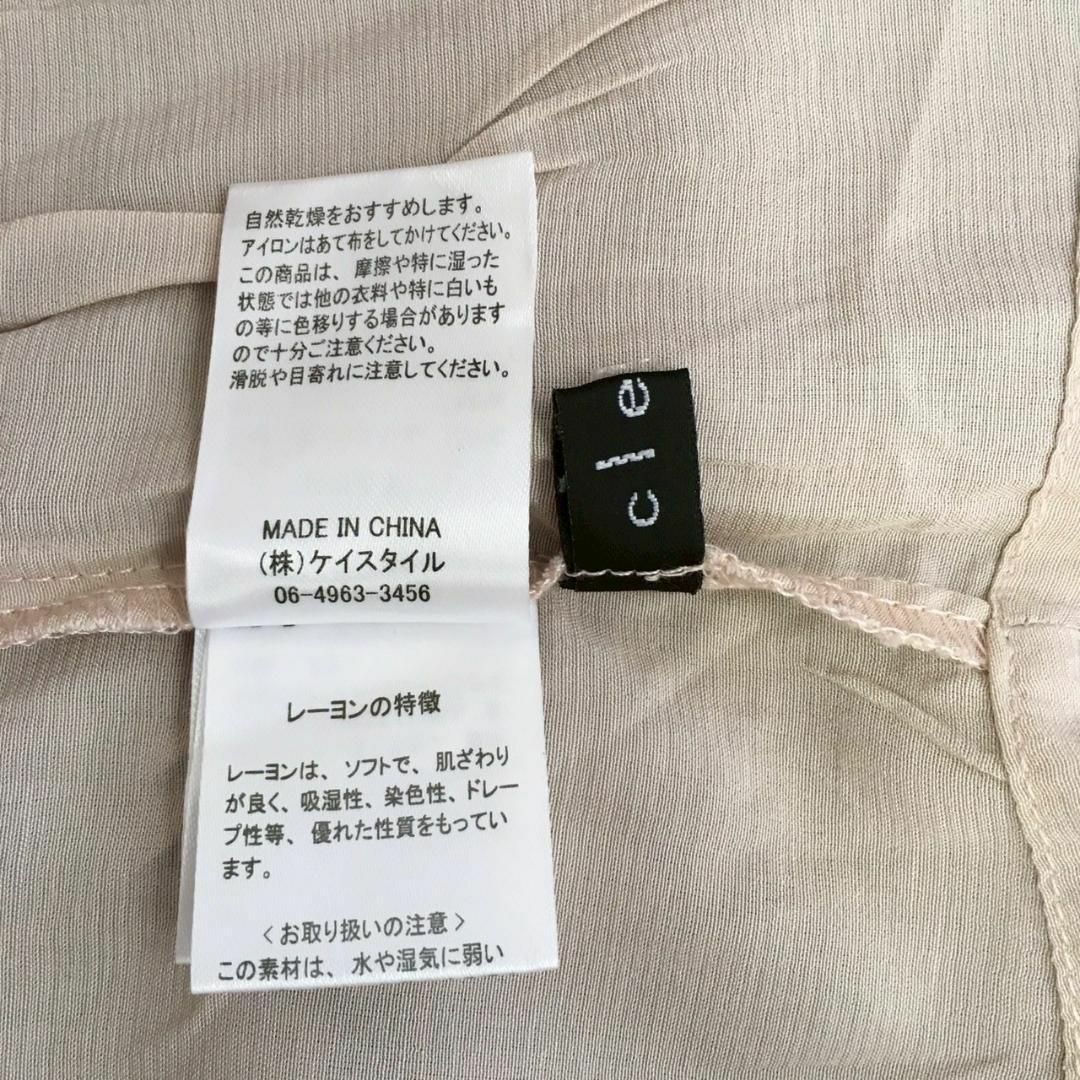 自然乾燥をおすすめします。
アイロンはあて布をしてかけてください。
この商品は、摩擦や特に湿った
状態では他の衣料や特に白いも
の等に色移りする場合があります
ので十分ご注意ください。
滑脱や目寄れに注意してください。
MADE IN CHINA
(株)ケイスタイル
06-4963-3456
レーヨンの特徴
レーヨンは、ソフトで、肌ざわり
が良く、吸湿性、染色性、ドレー
プ性等、優れた性質をもってい
ます。
<お取り扱いの注意>
この素材は、水や湿気に弱い
cle